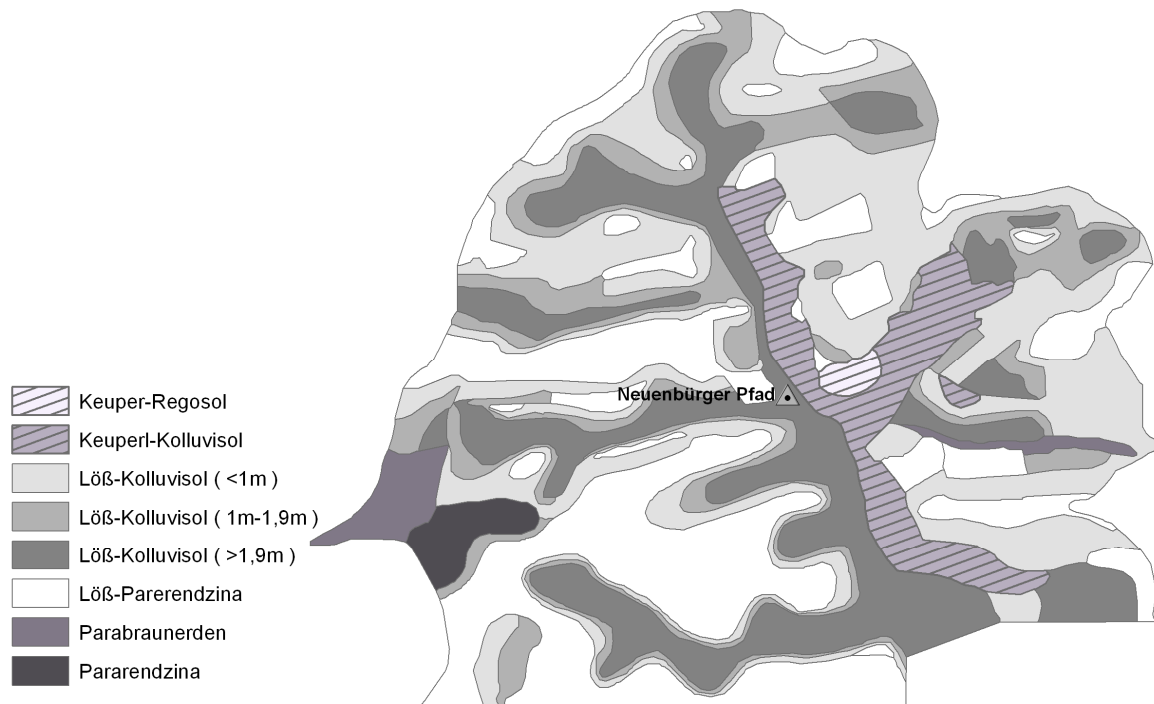 Neuenbürger Pfad
Keuper-Regosol
Keuperl-Kolluvisol
Löß-Kolluvisol ( <1m )
Löß-Kolluvisol ( 1m-1,9m )
Löß-Kolluvisol ( >1,9m )
Löß-Parerendzina
Parabraunerden
Pararendzina